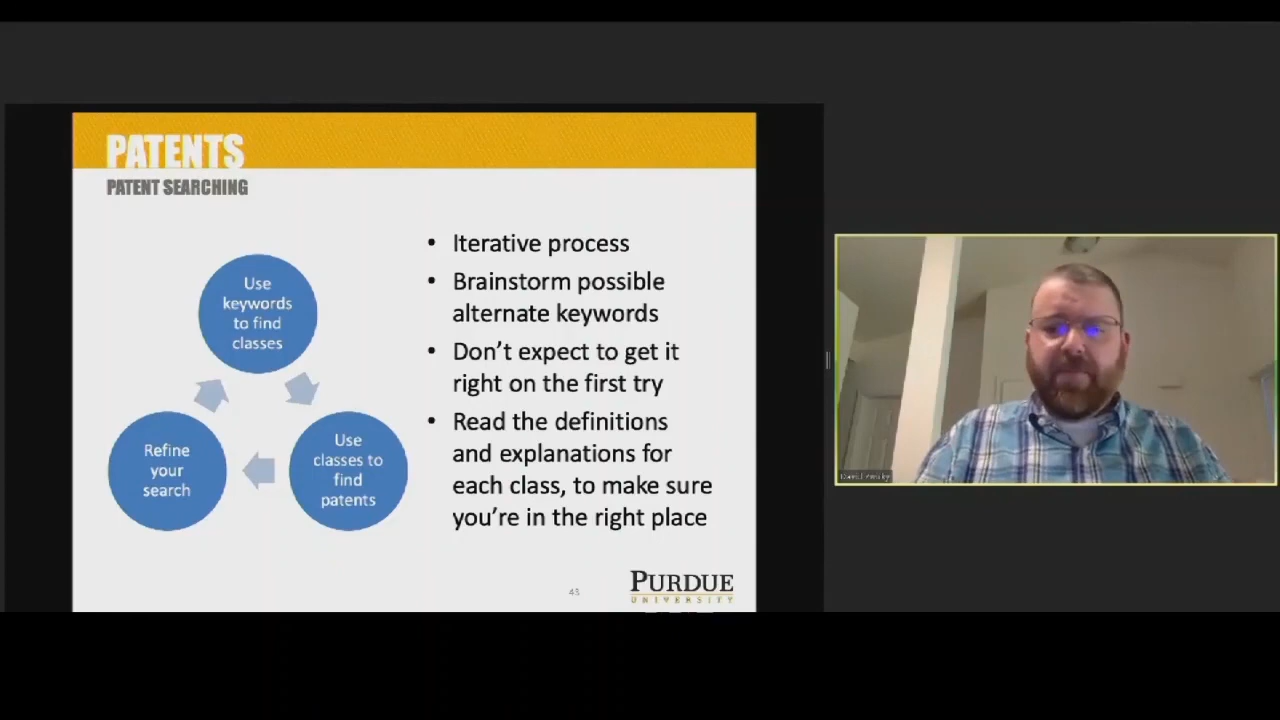 PATENTS
PATENT SEARCHING
Use
keywords
to find
classes
Use
classes to
find
patents
Refine
your
search
• Iterative process
• Brainstorm possible
alternate keywords
• Don’t expect to get it
right on the first try
• Read the definitions
and explanations for
each class, to make sure
you’re in the right place
43
PURDUE
UNIVERSITY
David